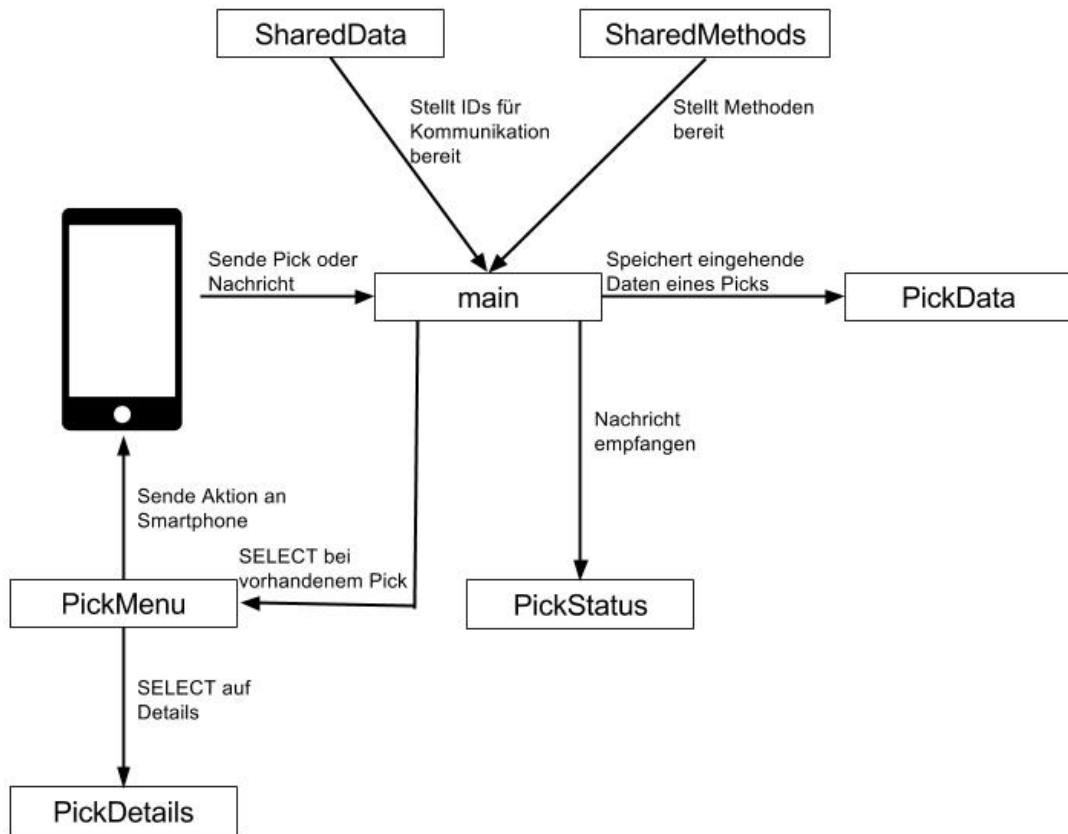 SharedData
SharedMethods
Stellt IDs für
Kommunikation
bereit
Stellt Methoden
bereit
Sende Pick oder
Nachricht
main
Speichert eingehende
Daten eines Picks
PickData
Nachricht
empfangen
Sende Aktion an
Smartphone
SELECT bei
vorhandenem Pick
PickMenu
PickStatus
SELECT auf
Details
PickDetails